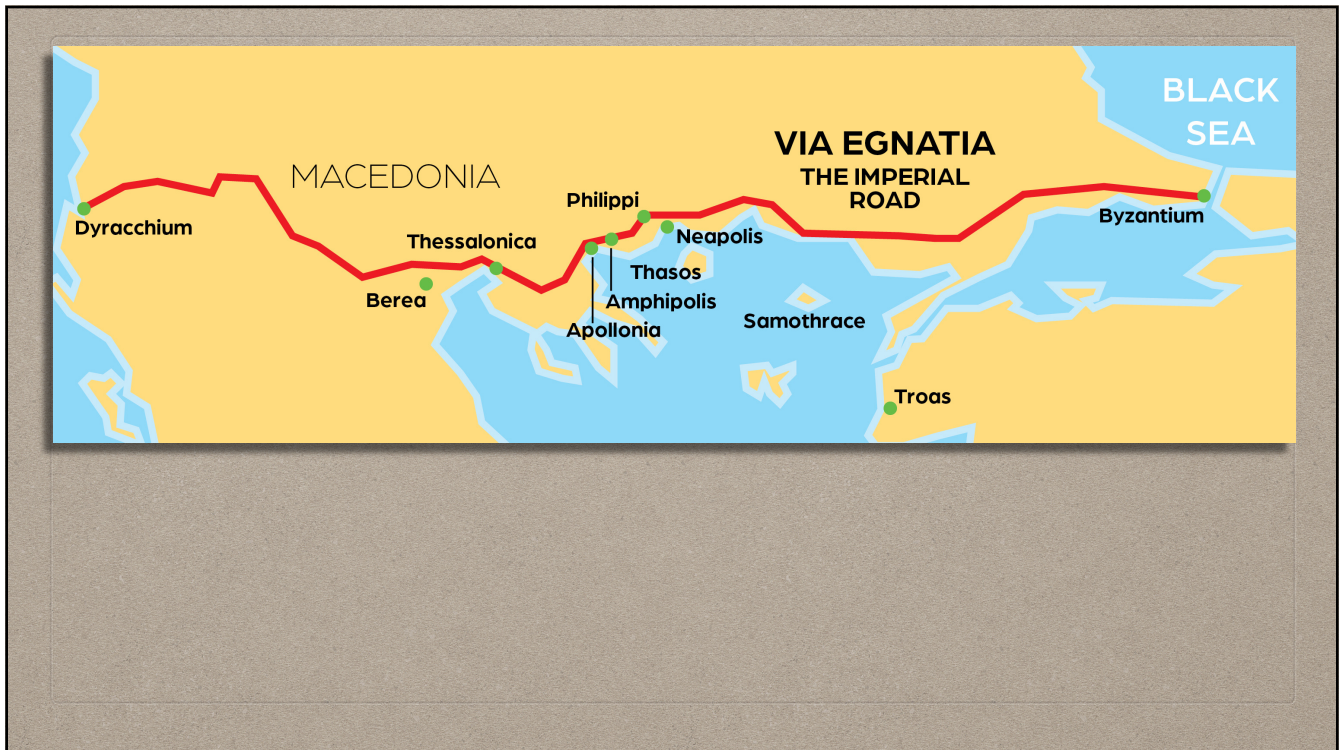 BLACK
SEA
VIA EGNATIA
THE IMPERIAL
ROAD
MACEDONIA
Philippi
Byzantium
Dyracchium
Neapolis
Thessalonica
Thasos
Berea
Amphipolis
Samothrace
Apollonia
Troas